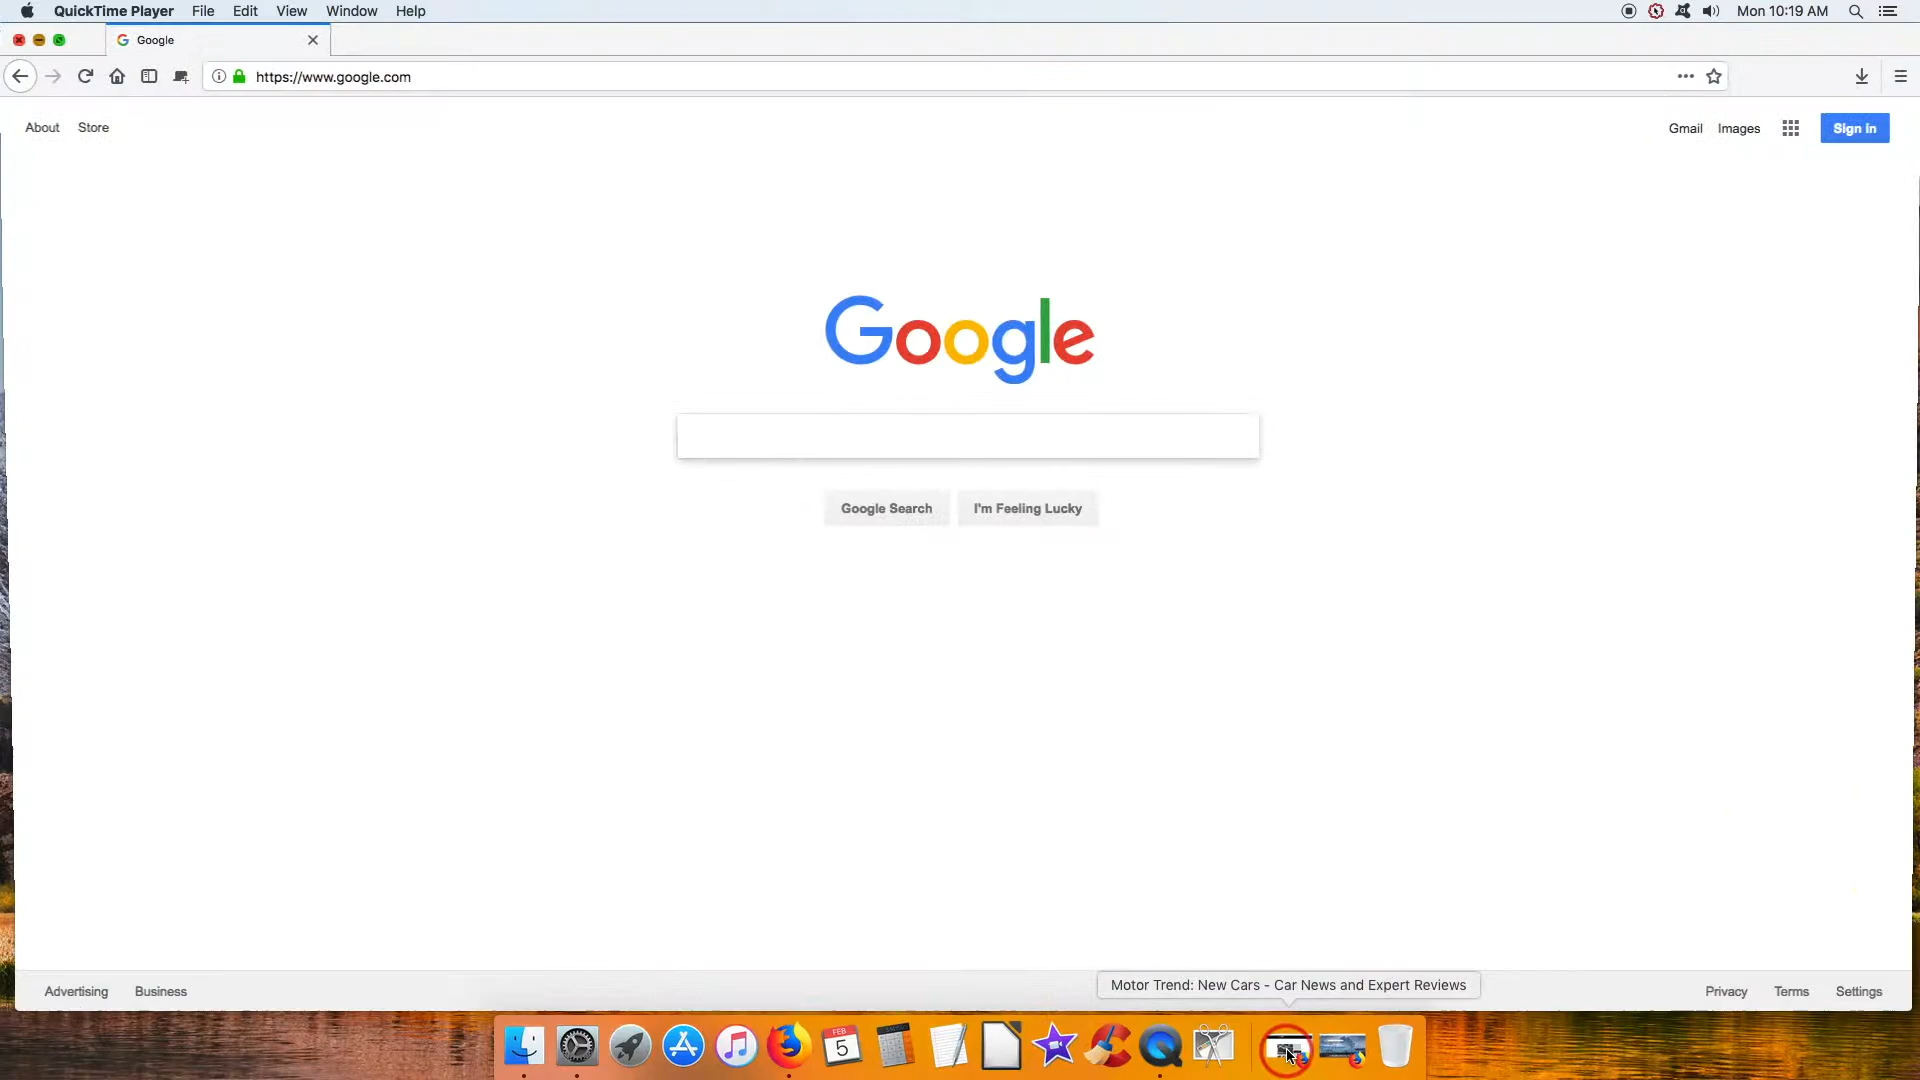 QuickTime Player File Edit View Window Help Mon 10:19 AM
Google
https://www.google.com
About Store Gmail Images Sign in
Google
Google Search I'm Feeling Lucky
Motor Trend: New Cars - Car News and Expert Reviews
Advertising Business Privacy Terms Settings
FEB
5